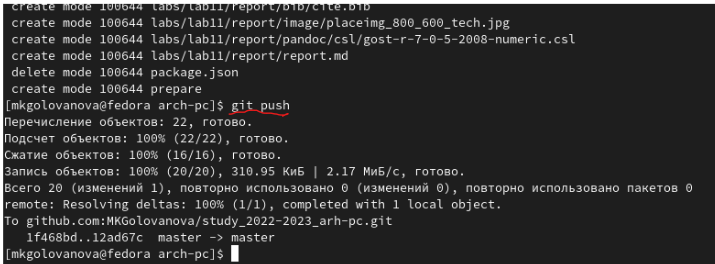 create mode 100644 labs/lab11/report/bib/cite.bib
create mode 100644 labs/lab11/report/image/placeimg_800_600_tech.jpg
create mode 100644 labs/lab11/report/pandoc/csl/gost-r-7-0-5-2008-numeric.csl
create mode 100644 labs/lab11/report/report.md
delete mode 100644 package.json
create mode 100644 prepare
[mkgolovanova@fedora arch-pc]$ git push
Перечисление объектов: 22, готово.
Подсчет объектов: 100% (22/22), готово.
Сжатие объектов: 100% (16/16), готово.
Запись объектов: 100% (20/20), 310.95 КиБ | 2.17 МиБ/с, готово.
Всего 20 (изменений 1), повторно использовано 0 (изменений 0), повторно использовано пакетов 0
remote: Resolving deltas: 100% (1/1), completed with 1 local object.
To github.com:MKGolovanova/study_2022-2023_arh-pc.git
1f468bd..12ad67c master -> master
[mkgolovanova@fedora arch-pc]$